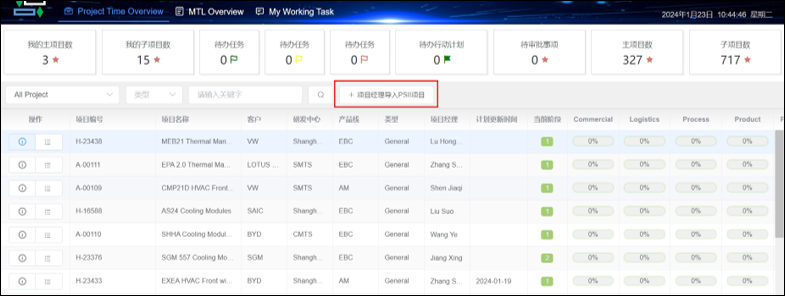 Project Time Overview MTL Overview My Working Task 2024年1月23日 10:44:46 星期二
我的主项目数 我的子项目数 待办任务 待办任务 待办任务 待办行动计划 待审批事项 主项目数 子项目数
3 15 0 0 0 0 0 327 717
All Project 类型 请输入关键字 + 项目经理导入PSII项目
操作 项目编号 项目名称 客户 研发中心 产品线 类型 项目经理 计划更新时间 当前阶段 Commercial Logistics Process Product
H-23438 MEB21 Thermal Man... VW Shangh... EBC General Lu Hong... 1 0% 0% 0% 0%
A-00111 EPA 2.0 Thermal Ma... LOTUS ... SMTS EBC General Zhang S... 1 0% 0% 0% 0%
A-00109 CMP21D HVAC Front... VW SMTS AM General Shen Jiaqi 1 0% 0% 0% 0%
H-16588 AS24 Cooling Modules SAIC Shangh... EBC General Liu Suo 1 0% 0% 0% 0%
A-00110 SHHA Cooling Modul... BYD CMTS EBC General Wang Ye 1 0% 0% 0% 0%
H-23376 SGM 557 Cooling Mo... SGM Shangh... EBC General Jiang Xing 2 0% 0% 0% 0%
H-23433 EXEA HVAC Front wi... BYD Shangh... AM General Zhang S... 2024-01-19 1 0% 0% 0% 0%